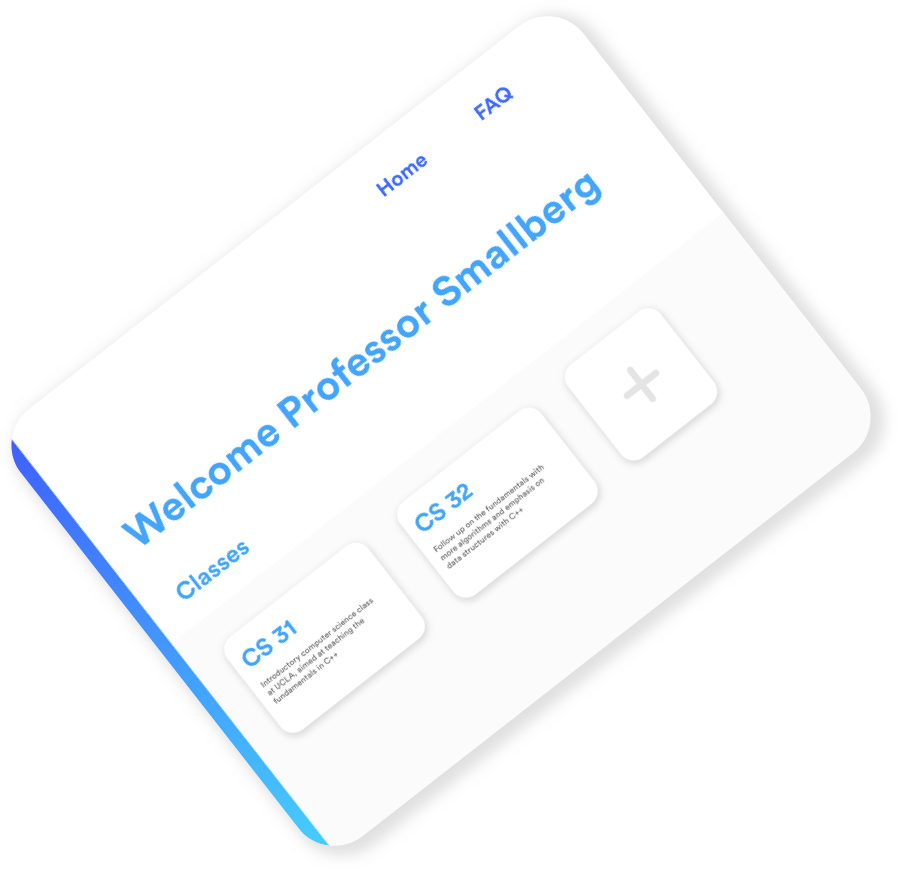 Home
FAQ
Welcome Professor Smallberg
Classes
CS 31
Introductory computer science class
at UCLA, aimed at teaching the
fundamentals in C++
CS 32
Follow up on the fundamentals with
more algorithms and emphasis on
data structures with C++